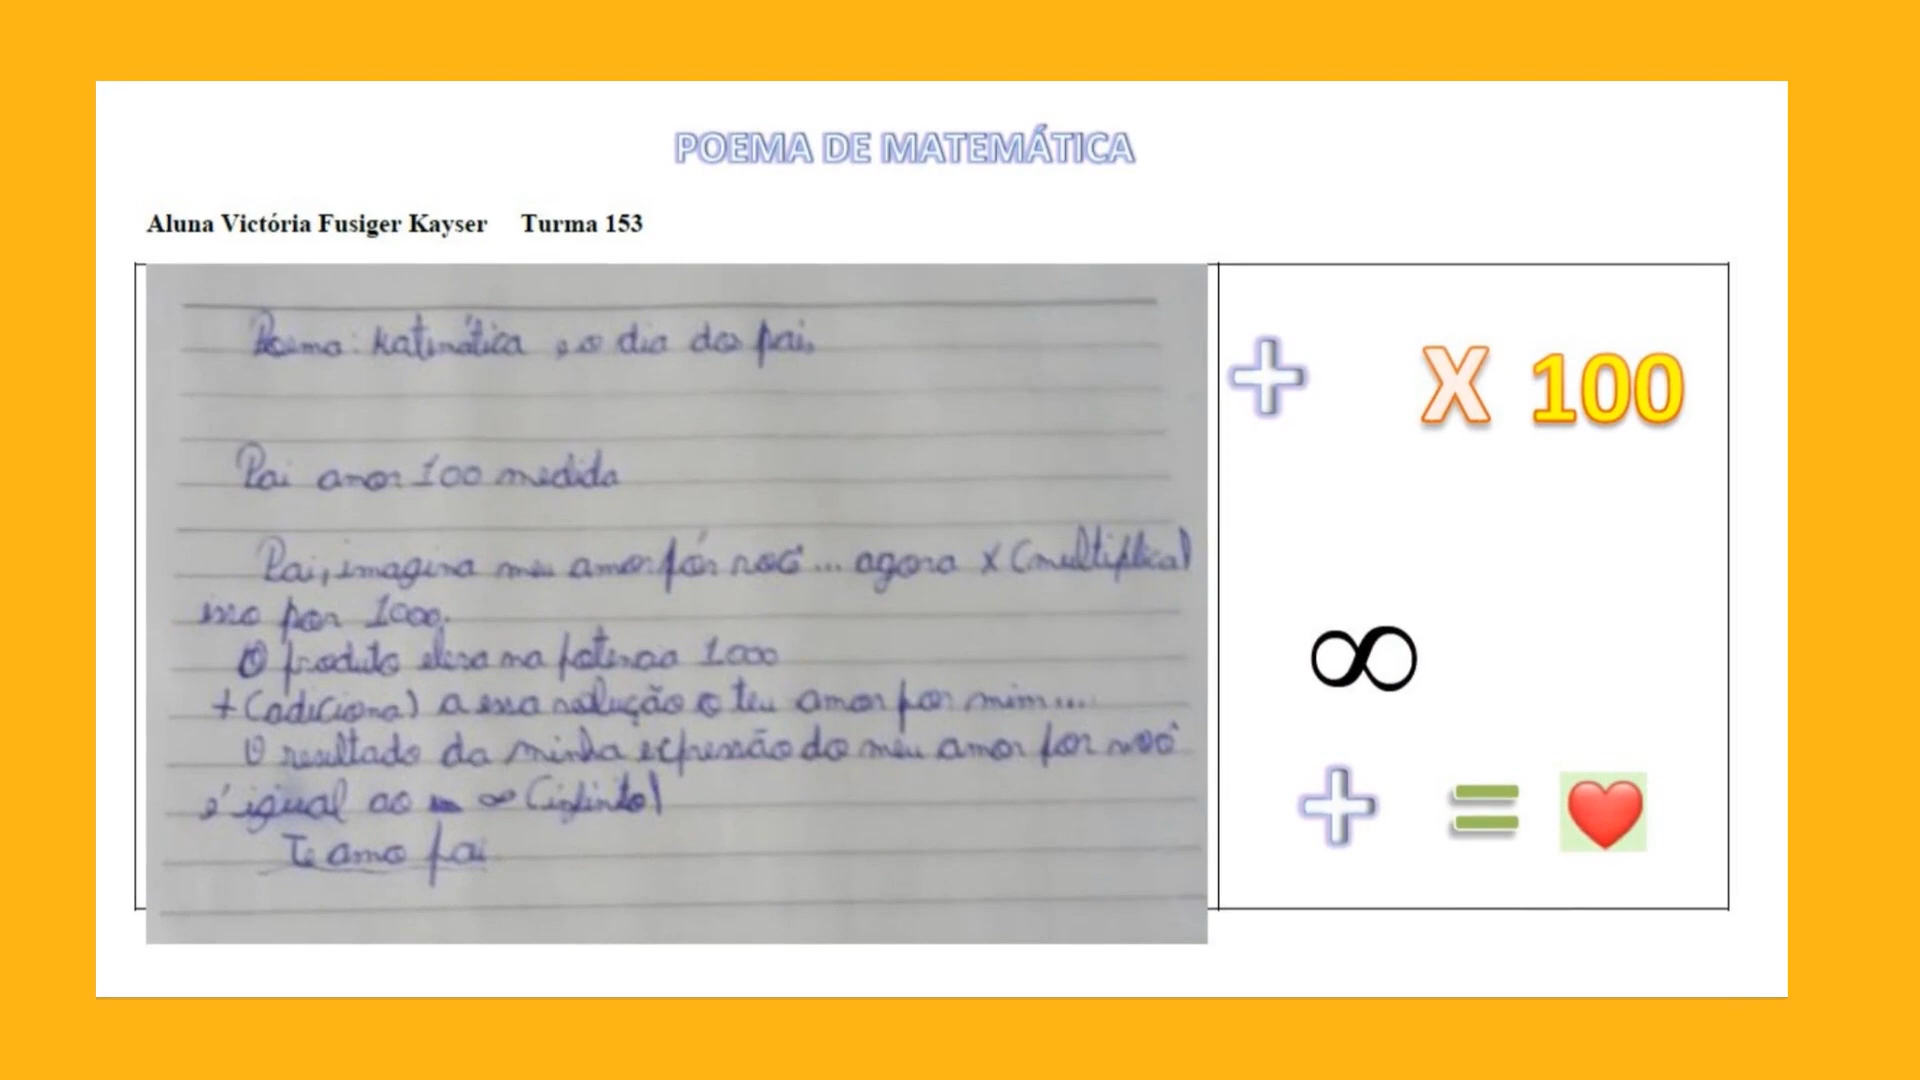 POEMA DE MATEMÁTICA
Aluna Victória Fusiger Kayser Turma 153
Poema: Matemática e o dia dos pais
Pai amor 100 medida
Pai, imagina meu amor por você... agora X (multiplica)
isso por 1000.
O produto eleva na potencia 1000
+ (adiciona) a essa solução o teu amor por mim...
O resultado da minha expressão do meu amor por você
é igual ao ∞ (infinito)
Te amo pai
+ X 100
∞
+ =